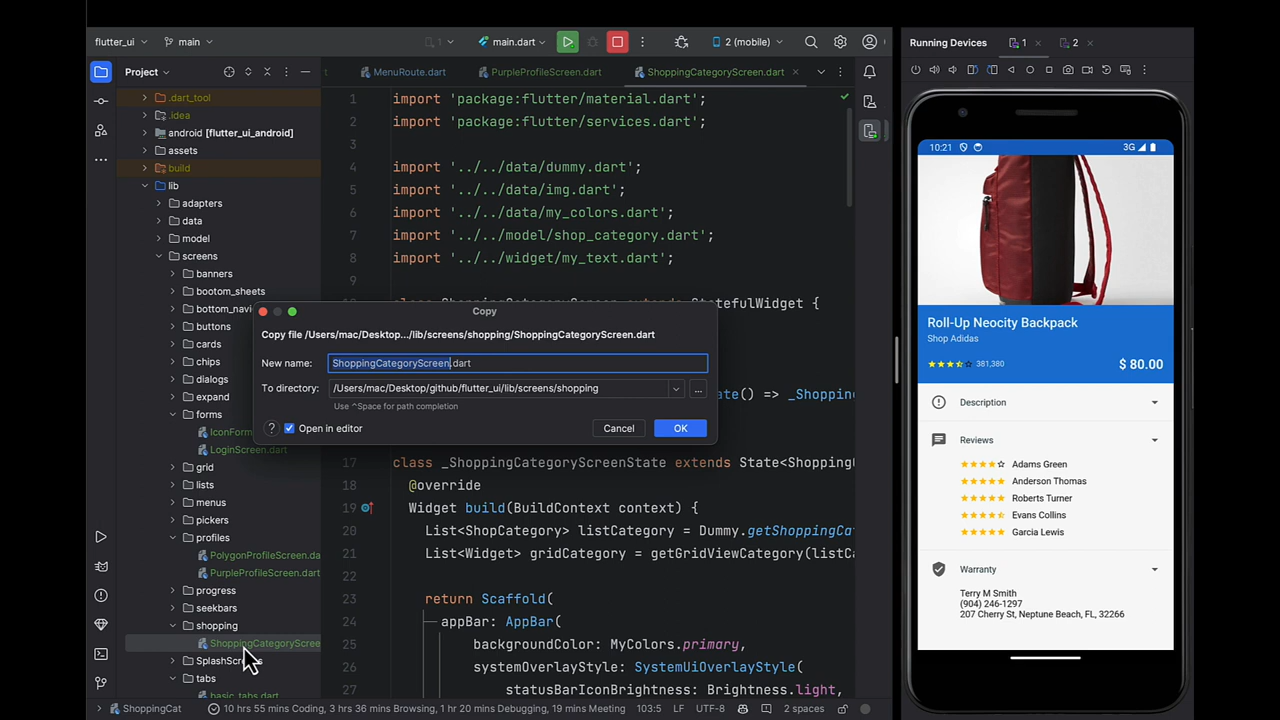 flutter_ui
main
1
main.dart
2 (mobile)
Project
MenuRoute.dart
PurpleProfileScreen.dart
ShoppingCategoryScreen.dart
.dart_tool
.idea
android [flutter_ui_android]
assets
build
lib
adapters
data
model
screens
banners
bootom_sheets
bottom_navi
buttons
cards
chips
dialogs
expand
forms
IconForm
LoginScreen.dart
grid
lists
menus
pickers
profiles
PolygonProfileScreen.da
PurpleProfileScreen.dart
progress
seekbars
shopping
ShoppingCategoryScree
SplashScre
tabs
basic_tabs.dart
1 import 'package:flutter/material.dart';
2 import 'package:flutter/services.dart';
3
4 import '../../data/dummy.dart';
5 import '../../data/img.dart';
6 import '../../data/my_colors.dart';
7 import '../../model/shop_category.dart';
8 import '../../widget/my_text.dart';
9
Copy
Copy file /Users/mac/Desktop.../lib/screens/shopping/ShoppingCategoryScreen.dart
New name: ShoppingCategoryScreen.dart
To directory: /Users/mac/Desktop/github/flutter_ui/lib/screens/shopping
...
Use ^Space for path completion
? Open in editor
Cancel
OK
ate() => _Shoppin
17 class _ShoppingCategoryScreenState extends State<Shopping
18 @override
19 Widget build(BuildContext context) {
20 List<ShopCategory> listCategory = Dummy.getShoppingCa
21 List<Widget> gridCategory = getGridViewCategory(listCa
22
23 return Scaffold(
24 appBar: AppBar(
25 backgroundColor: MyColors.primary,
26 systemOverlayStyle: SystemUiOverlayStyle(
27 statusBarIconBrightness: Brightness.light,
ShoppingCat
10 hrs 55 mins Coding, 3 hrs 36 mins Browsing, 1 hr 20 mins Debugging, 19 mins Meeting
103:5
LF
UTF-8
2 spaces
Running Devices
1
2
10:21
3G
Roll-Up Neocity Backpack
Shop Adidas
381,380
$ 80.00
Description
Reviews
Adams Green
Anderson Thomas
Roberts Turner
Evans Collins
Garcia Lewis
Warranty
Terry M Smith
(904) 246-1297
207 Cherry St, Neptune Beach, FL, 32266